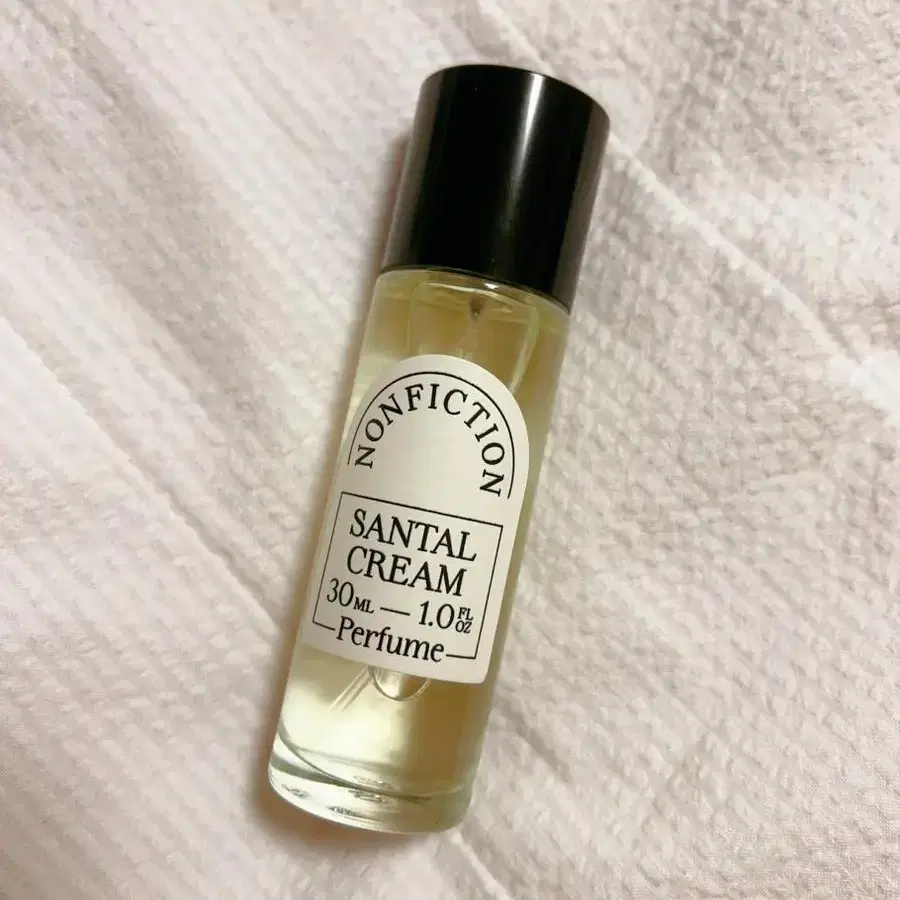 NONFICTION
SANTAL
CREAM
30ML — 1.0 FL OZ
Perfume